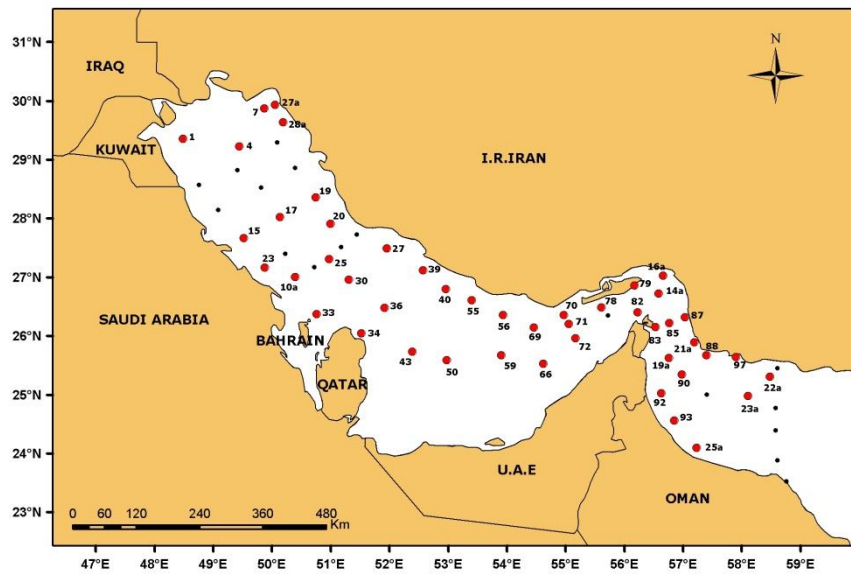 31°N
IRAQ
N
30°N
7
27a
28a
1
4
KUWAIT
29°N
I.R.IRAN
19
28°N
17
20
15
27
23
25
39
16a
27°N
10a
30
40
55
70
78
79
14a
SAUDI ARABIA
33
36
56
71
82
87
26°N
BAHRAIN
34
69
72
83
85
43
50
59
66
21a
88
97
QATAR
19a
90
22a
25°N
92
23a
93
24°N
25a
U.A.E
OMAN
23°N
0 60 120 240 360 480
Km
47°E 48°E 49°E 50°E 51°E 52°E 53°E 54°E 55°E 56°E 57°E 58°E 59°E